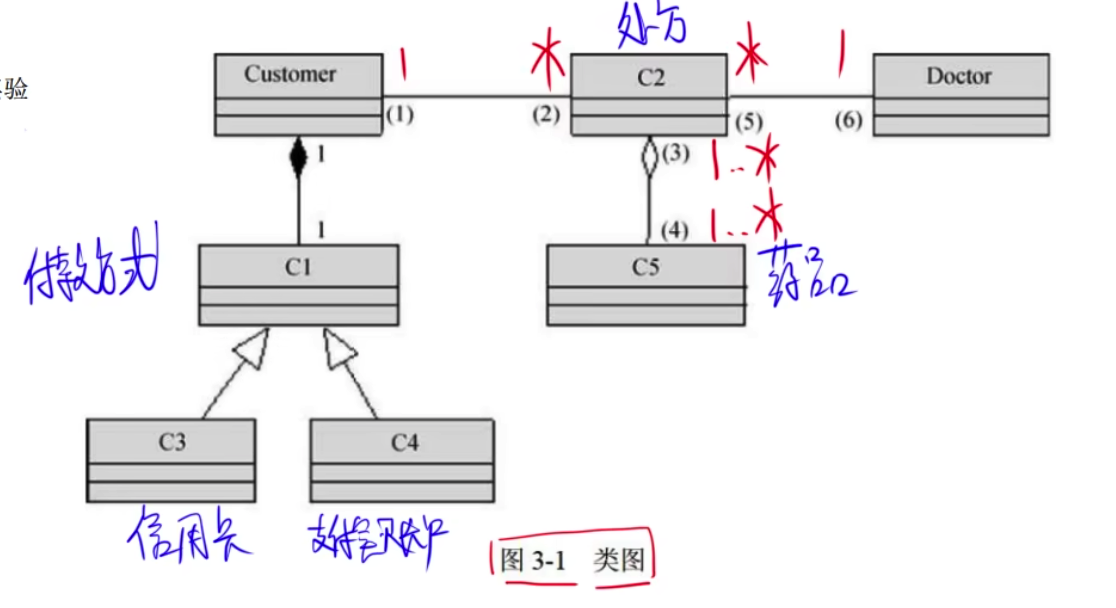 验
处方
Customer 1 * C2 * 1 Doctor
(1) (2) (5) (6)
1 (3) 1..*
1 (4) 1..*
付款方式 C1 C5 药品
C3 C4
信用卡 支付宝账户
图 3-1 类图